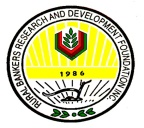 RURAL BANKERS RESEARCH AND DEVELOPMENT FOUNDATION INC.
1986